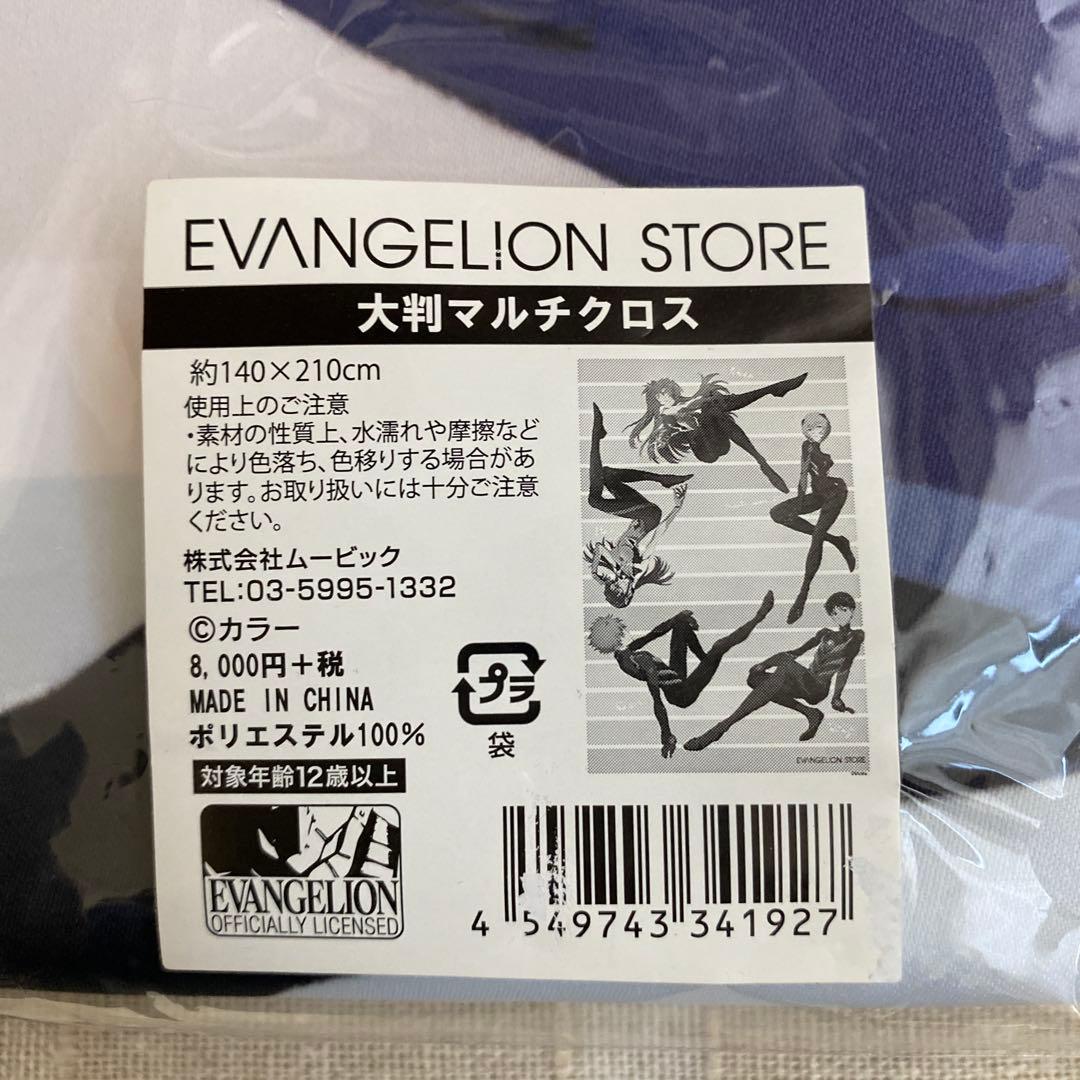 EVANGELION STORE
大判マルチクロス
約140×210cm
使用上のご注意
・素材の性質上、水濡れや摩擦など
により色落ち、色移りする場合があ
ります。お取り扱いには十分ご注意
ください。
株式会社ムービック
TEL:03-5995-1332
©カラー
8,000円+税
MADE IN CHINA
ポリエステル100%
対象年齢12歳以上
プラ
袋
EVANGELION STORE
EVANGELION
OFFICIALLY LICENSED
4 549743 341927